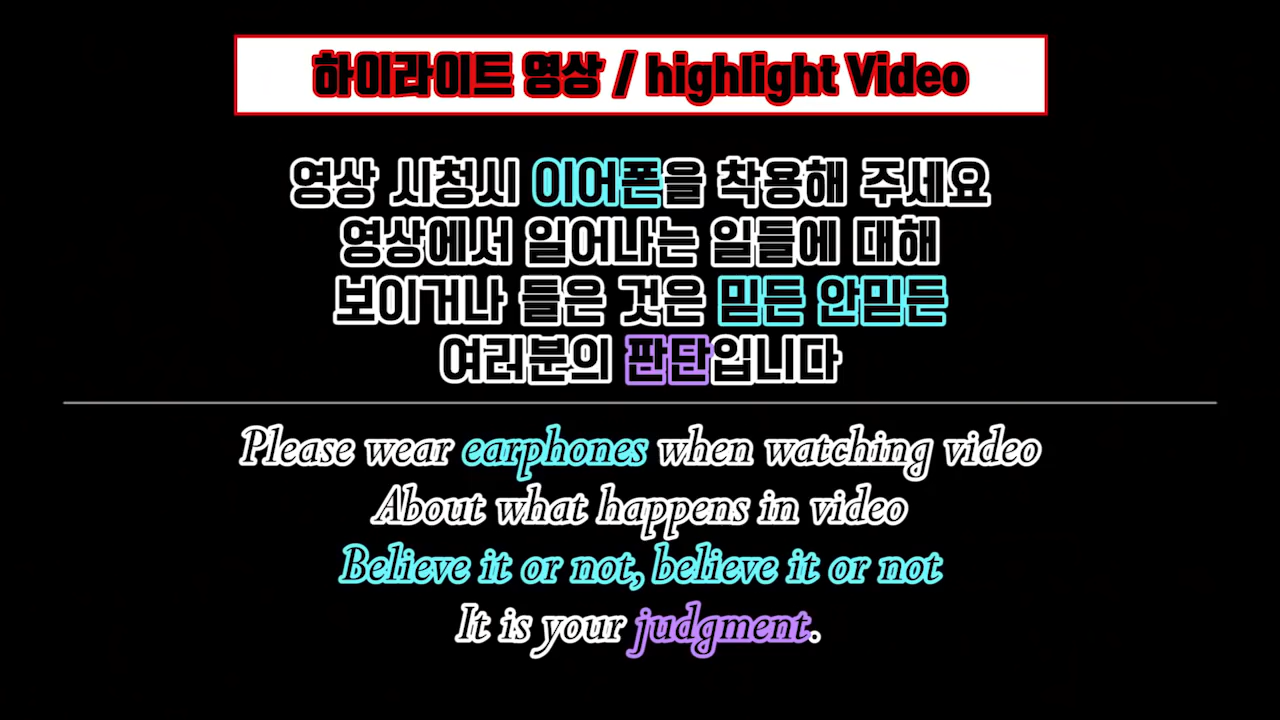 하이라이트 영상 / highlight Video
영상 시청시 이어폰을 착용해 주세요
영상에서 일어나는 일들에 대해
보이거나 들은 것은 믿든 안믿든
여러분의 판단입니다
Please wear earphones when watching video
About what happens in video
Believe it or not, believe it or not
It is your judgment.